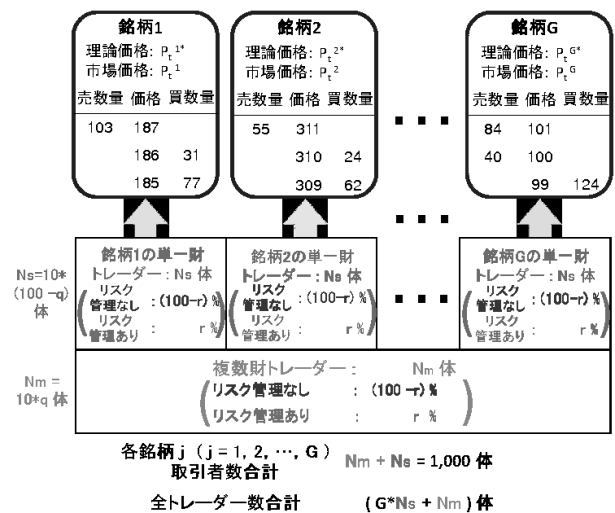 銘柄1
理論価格: Pt1*
市場価格: Pt1
売数量 価格 買数量
103 187
186 31
185 77
銘柄2
理論価格: Pt2*
市場価格: Pt2
売数量 価格 買数量
55 311
310 24
309 62
銘柄G
理論価格: PtG*
市場価格: PtG
売数量 価格 買数量
84 101
40 100
99 124
Ns=10*
(100-q)
体
銘柄1の単一財
トレーダー : Ns 体
リスク
管理なし : (100-r) %
リスク
管理あり : r %
銘柄2の単一財
トレーダー : Ns 体
リスク
管理なし : (100-r) %
リスク
管理あり : r %
銘柄Gの単一財
トレーダー : Ns 体
リスク
管理なし : (100-r) %
リスク
管理あり : r %
Nm =
10*q 体
複数財トレーダー : Nm 体
リスク管理なし : (100 -r) %
リスク管理あり : r %
各銘柄 j ( j = 1, 2, …, G )
取引者数合計 Nm + Ns = 1,000 体
全トレーダー数合計 ( G*Ns + Nm ) 体